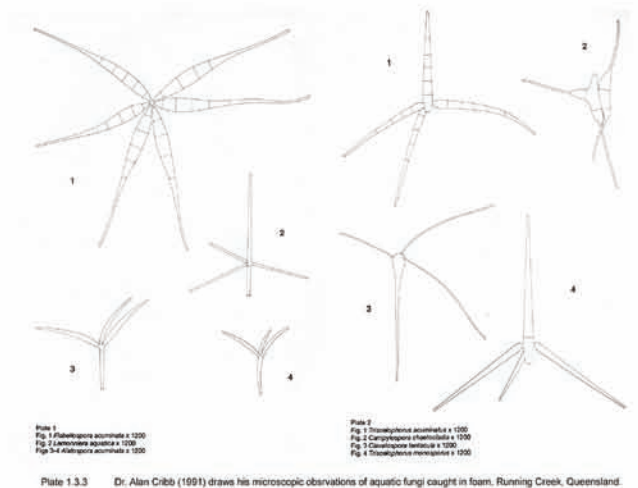 1
2
3
4
Plate 1
Fig. 1 Flabellospora acuminata x 1200
Fig. 2 Lemonniera aquatica x 1200
Figs 3-4 Alatospora acuminata x 1200
1
2
3
4
Plate 2
Fig. 1 Triscelophorus acuminatus x 1200
Fig. 2 Campylospora chaetocladia x 1200
Fig. 3 Clavatospora tentacula x 1200
Fig. 4 Triscelophorus monosporus x 1200
Plate 1.3.3 Dr. Alan Cribb (1991) draws his microscopic obsrvations of aquatic fungi caught in foam, Running Creek, Queensland.